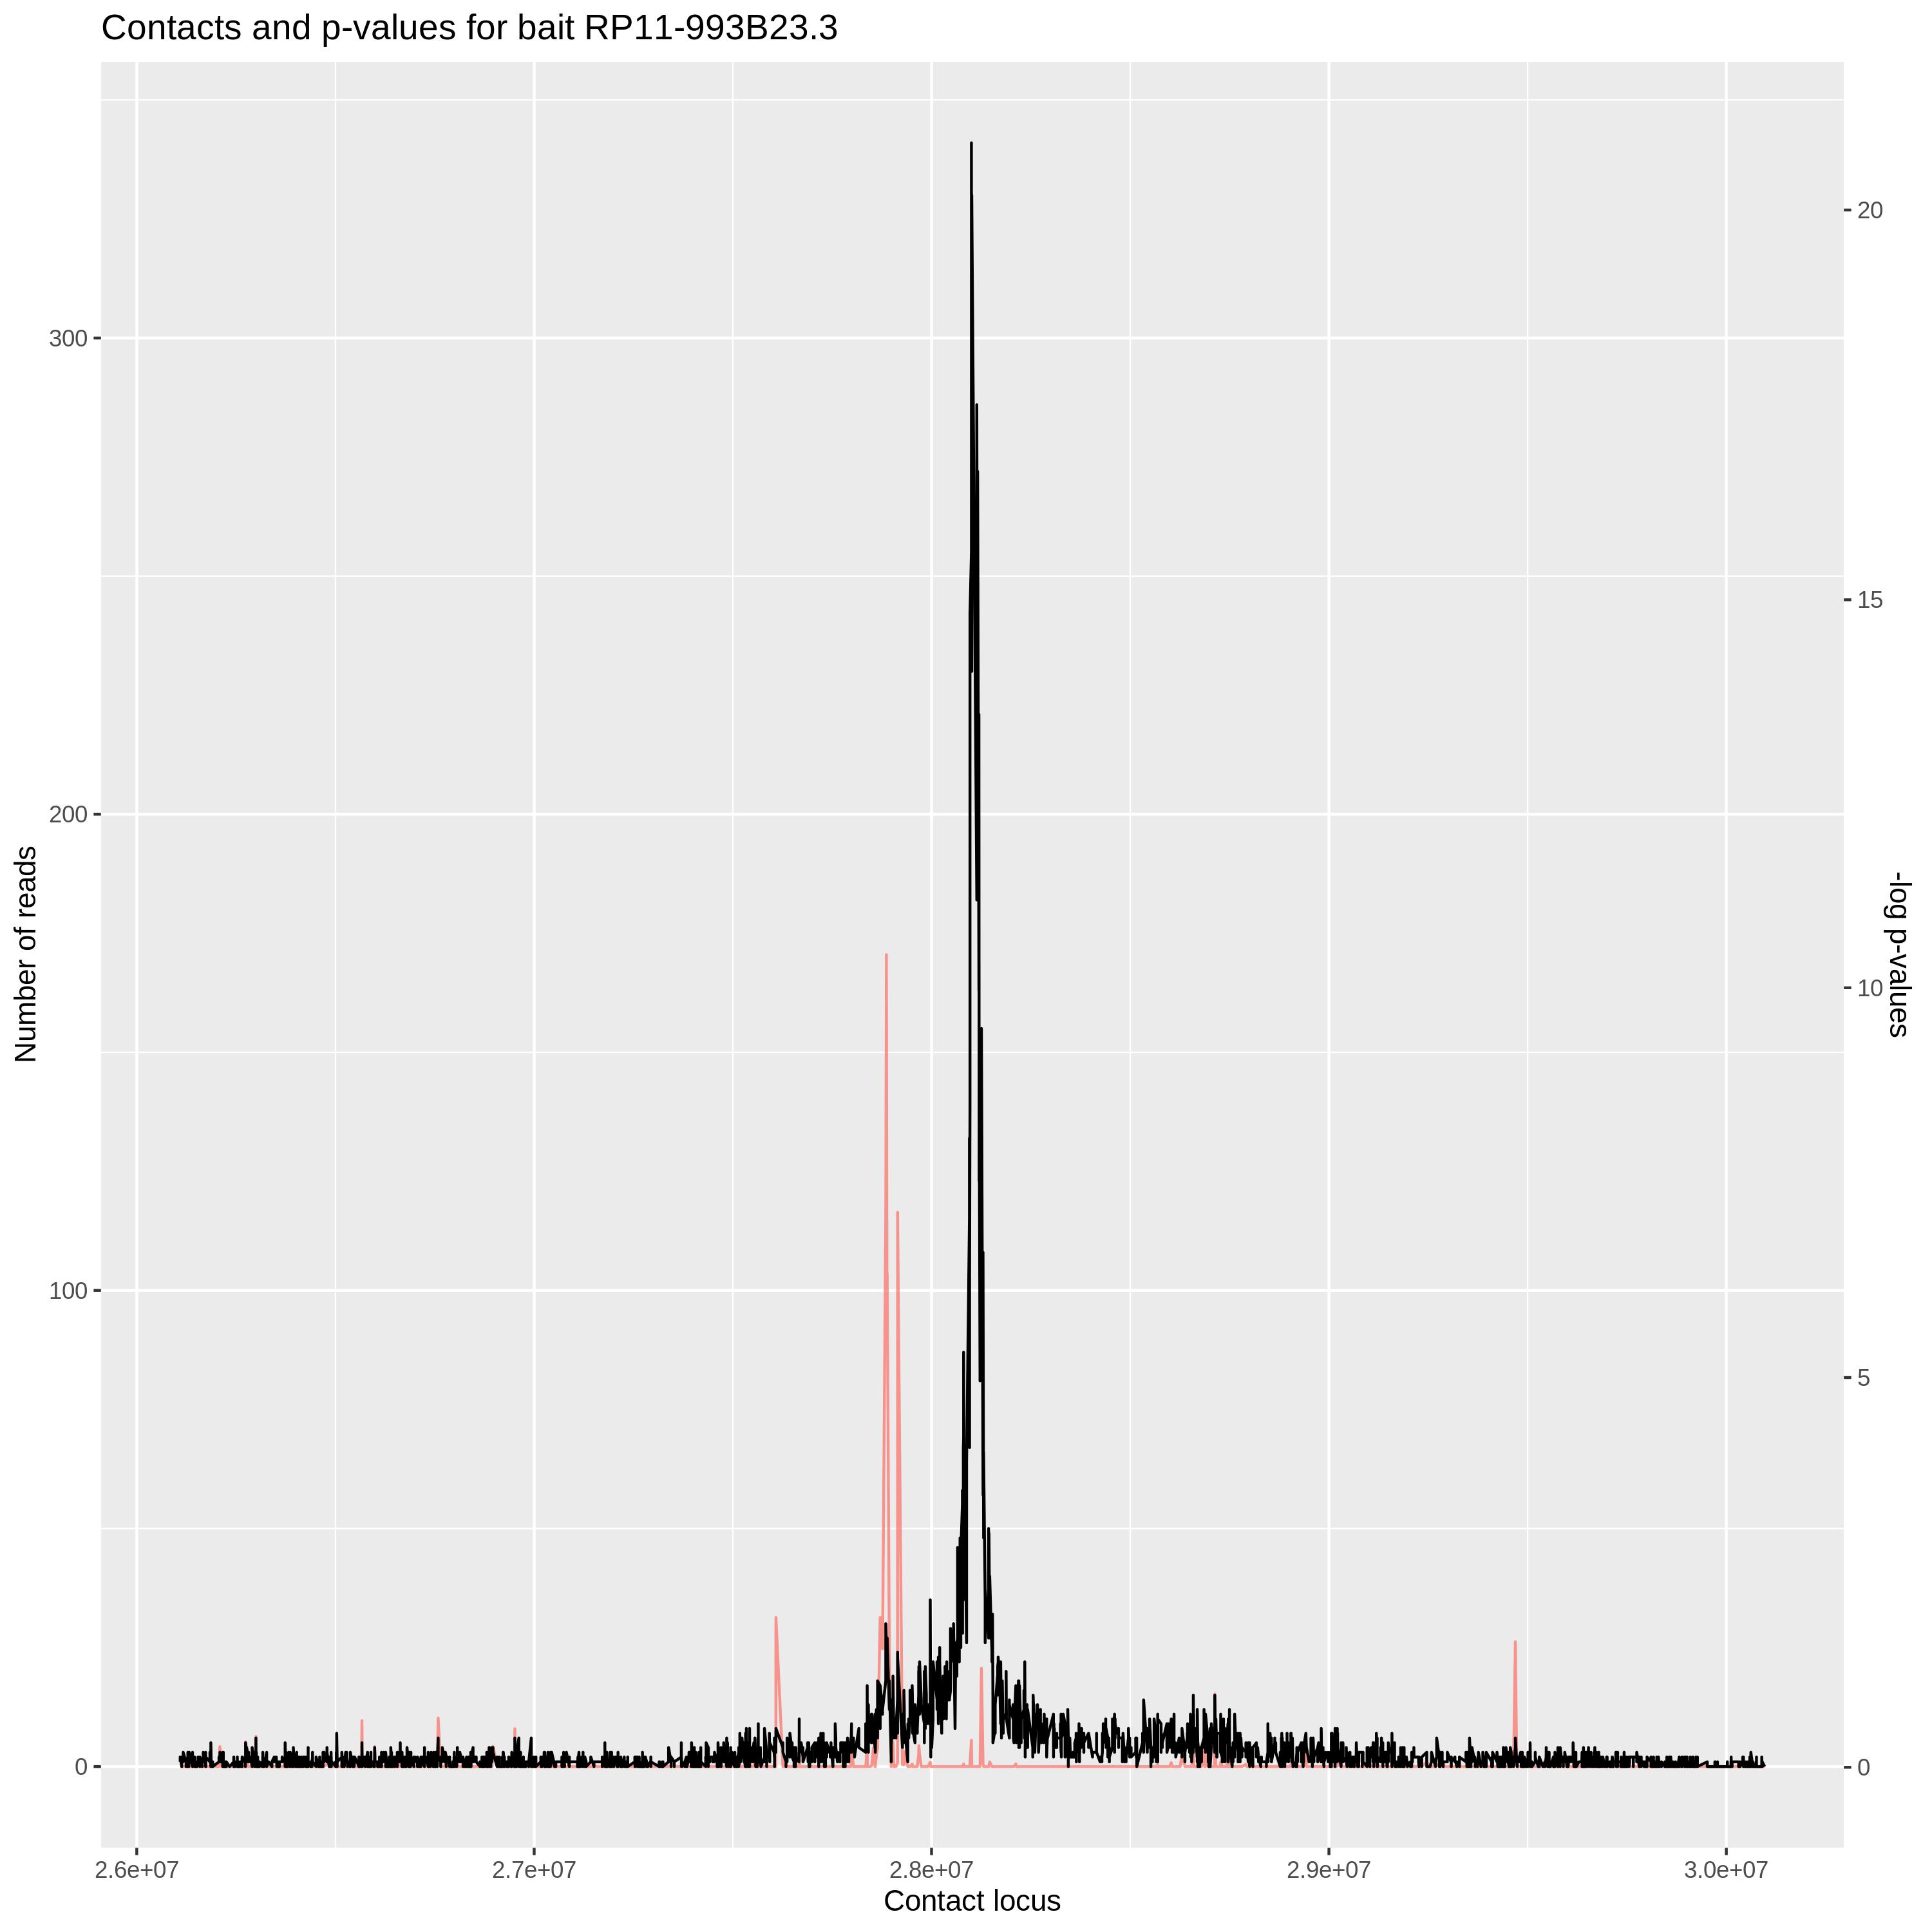 Contacts and p-values for bait RP11-993B23.3
Number of reads
300
200
100
0
20
15
10
5
0
-log p-values
2.6e+07 2.7e+07 2.8e+07 2.9e+07 3.0e+07
Contact locus